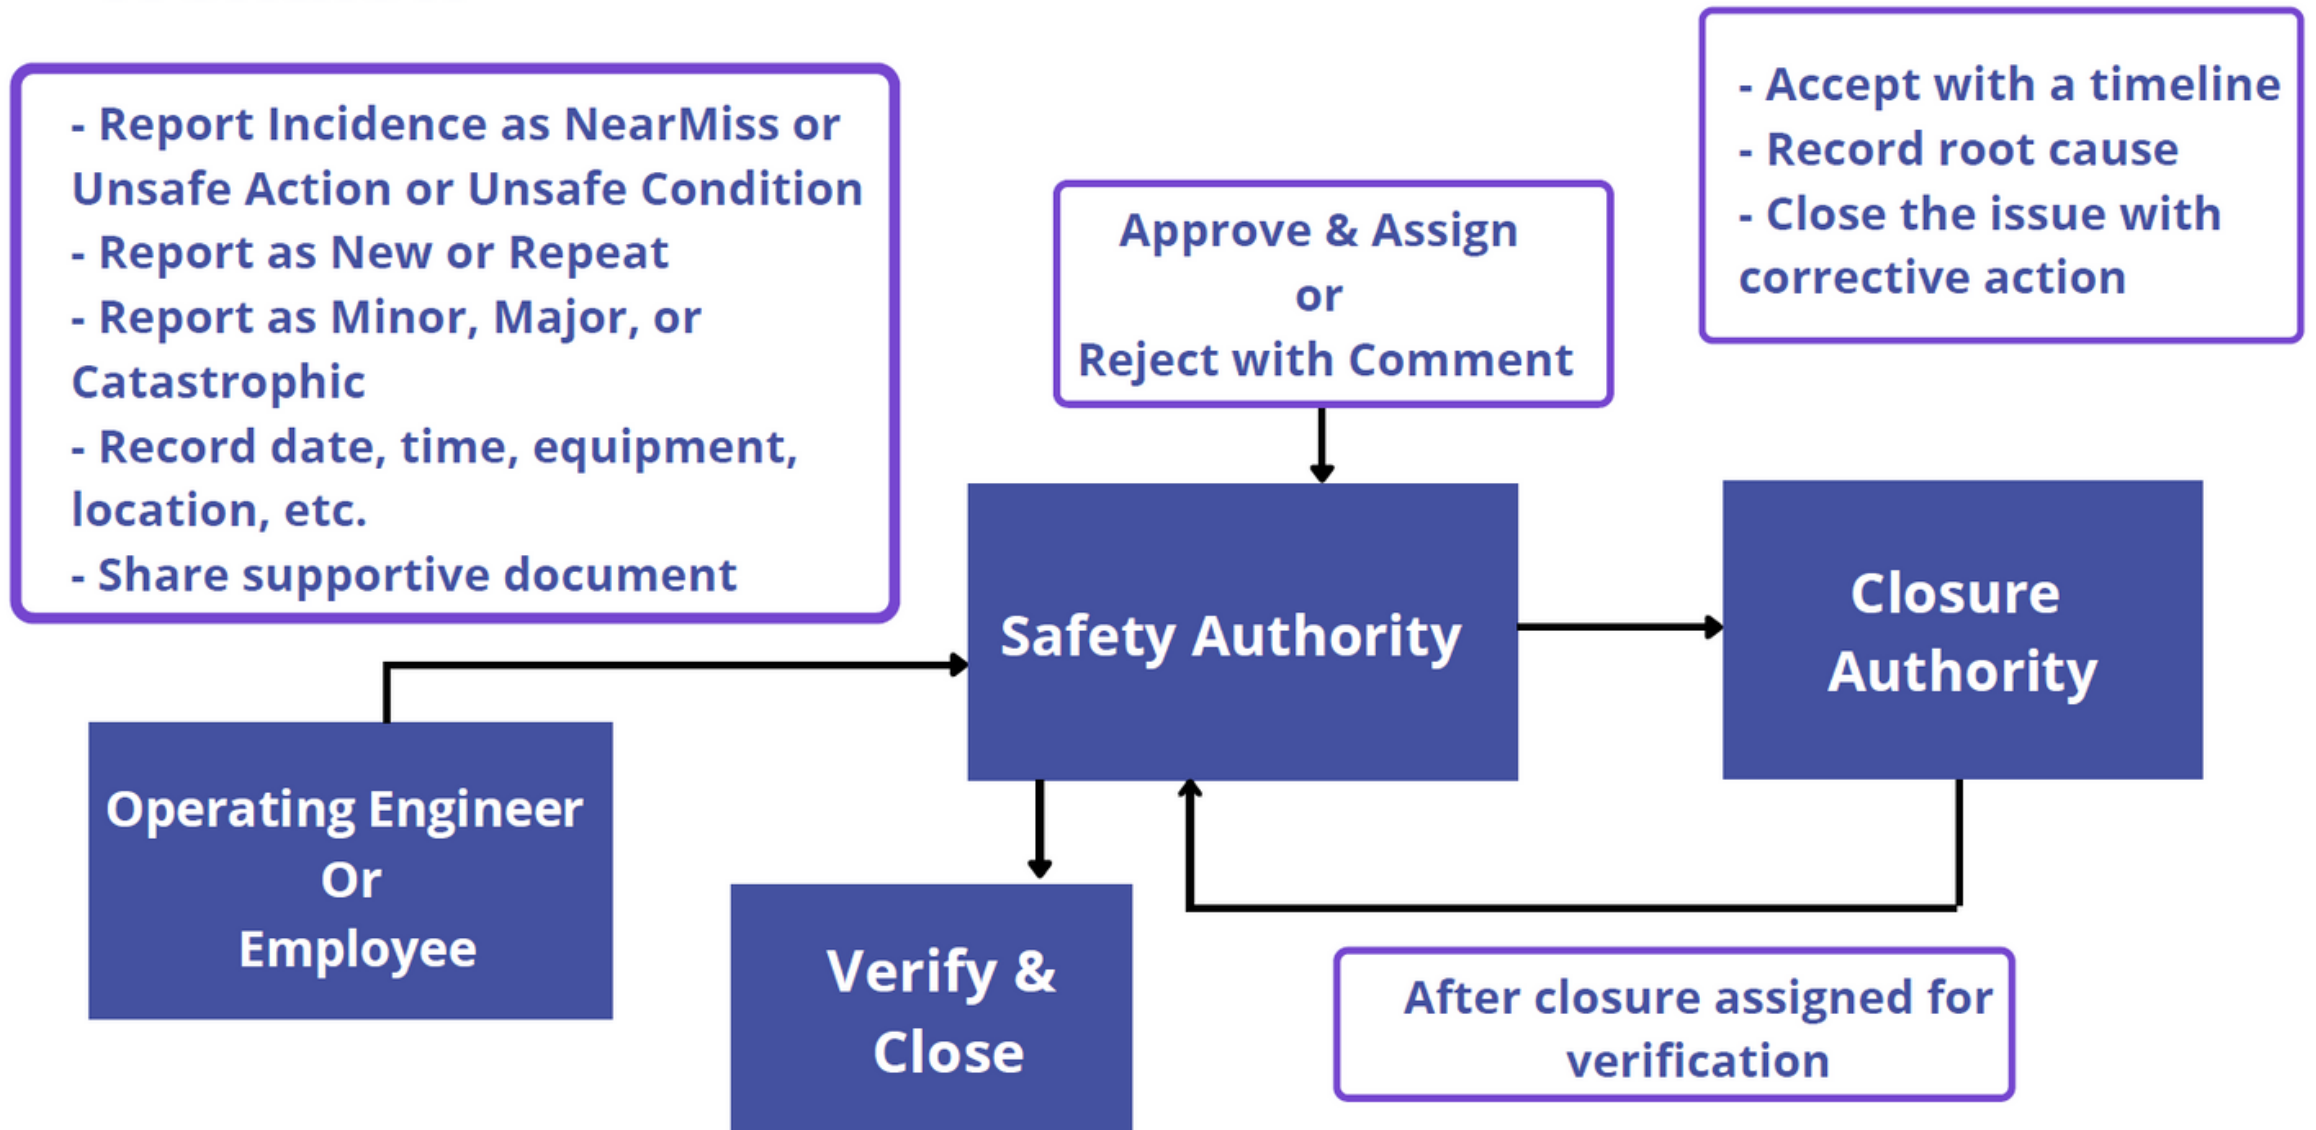 - Report Incidence as NearMiss or
Unsafe Action or Unsafe Condition
- Report as New or Repeat
- Report as Minor, Major, or
Catastrophic
- Record date, time, equipment,
location, etc.
- Share supportive document
Approve & Assign
or
Reject with Comment
- Accept with a timeline
- Record root cause
- Close the issue with
corrective action
Operating Engineer
Or
Employee
Safety Authority
Closure
Authority
Verify &
Close
After closure assigned for
verification